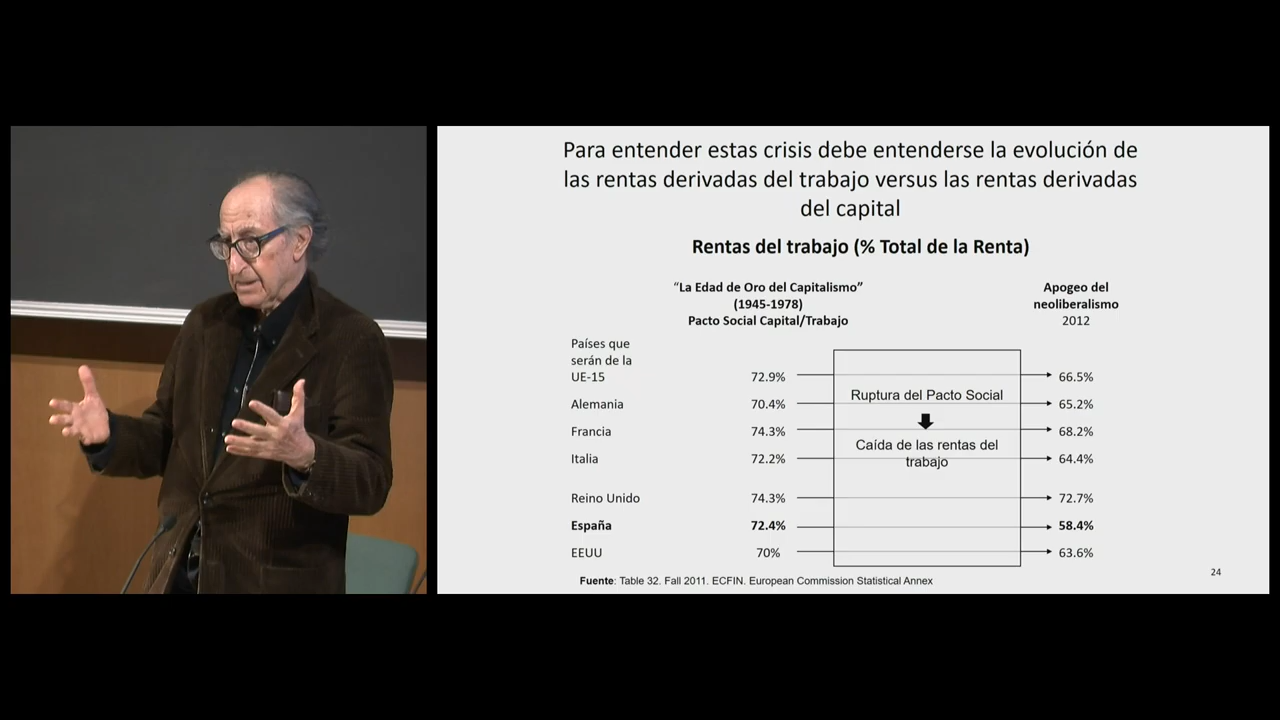 Para entender estas crisis debe entenderse la evolución de
las rentas derivadas del trabajo versus las rentas derivadas
del capital
Rentas del trabajo (% Total de la Renta)
“La Edad de Oro del Capitalismo”
(1945-1978)
Pacto Social Capital/Trabajo
Apogeo del
neoliberalismo
2012
Países que
serán de la
UE-15 72.9% 66.5%
Alemania 70.4% 65.2%
Francia 74.3% 68.2%
Italia 72.2% 64.4%
Reino Unido 74.3% 72.7%
España 72.4% 58.4%
EEUU 70% 63.6%
Ruptura del Pacto Social
Caída de las rentas del
trabajo
Fuente: Table 32. Fall 2011. ECFIN. European Commission Statistical Annex
24